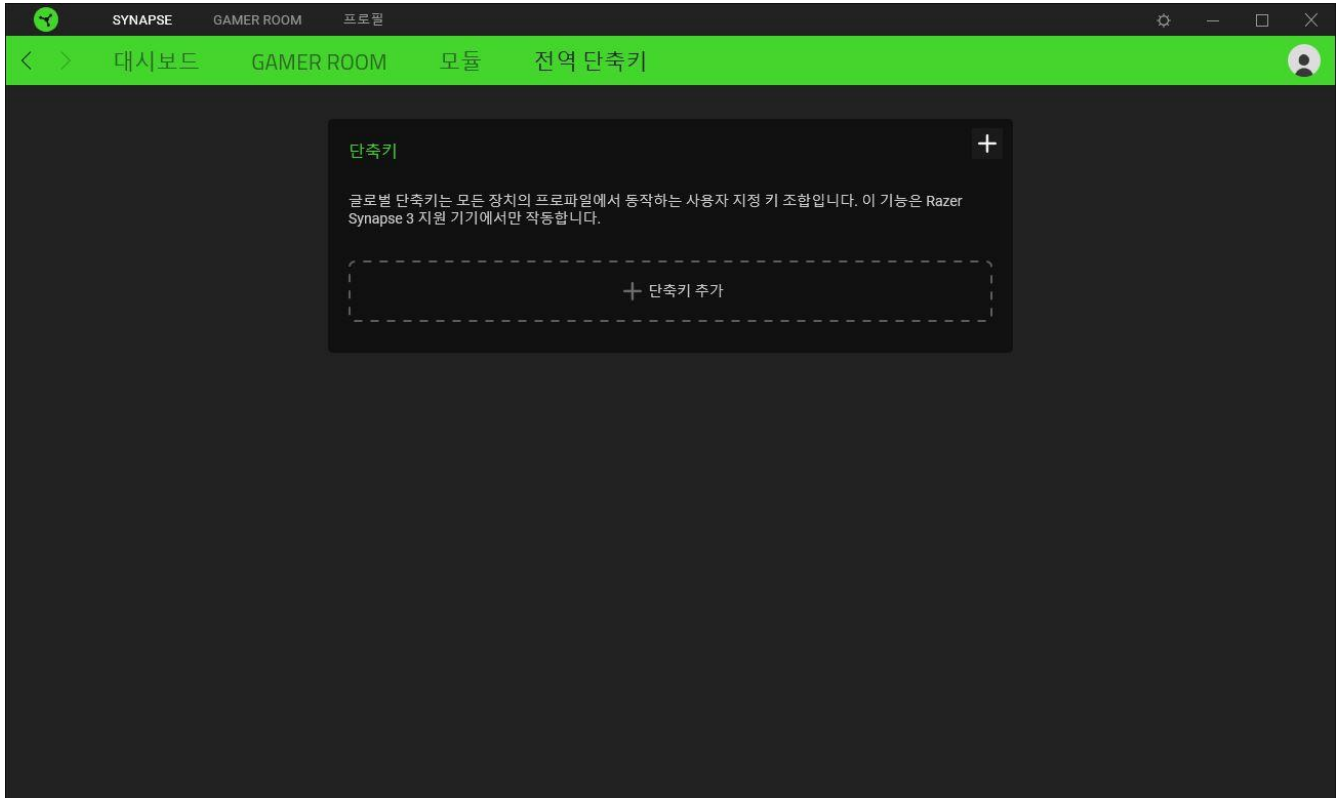 SYNAPSE GAMER ROOM 프로필
대시보드 GAMER ROOM 모듈 전역 단축키
단축키
글로벌 단축키는 모든 장치의 프로파일에서 동작하는 사용자 지정 키 조합입니다. 이 기능은 Razer
Synapse 3 지원 기기에서만 작동합니다.
단축키 추가